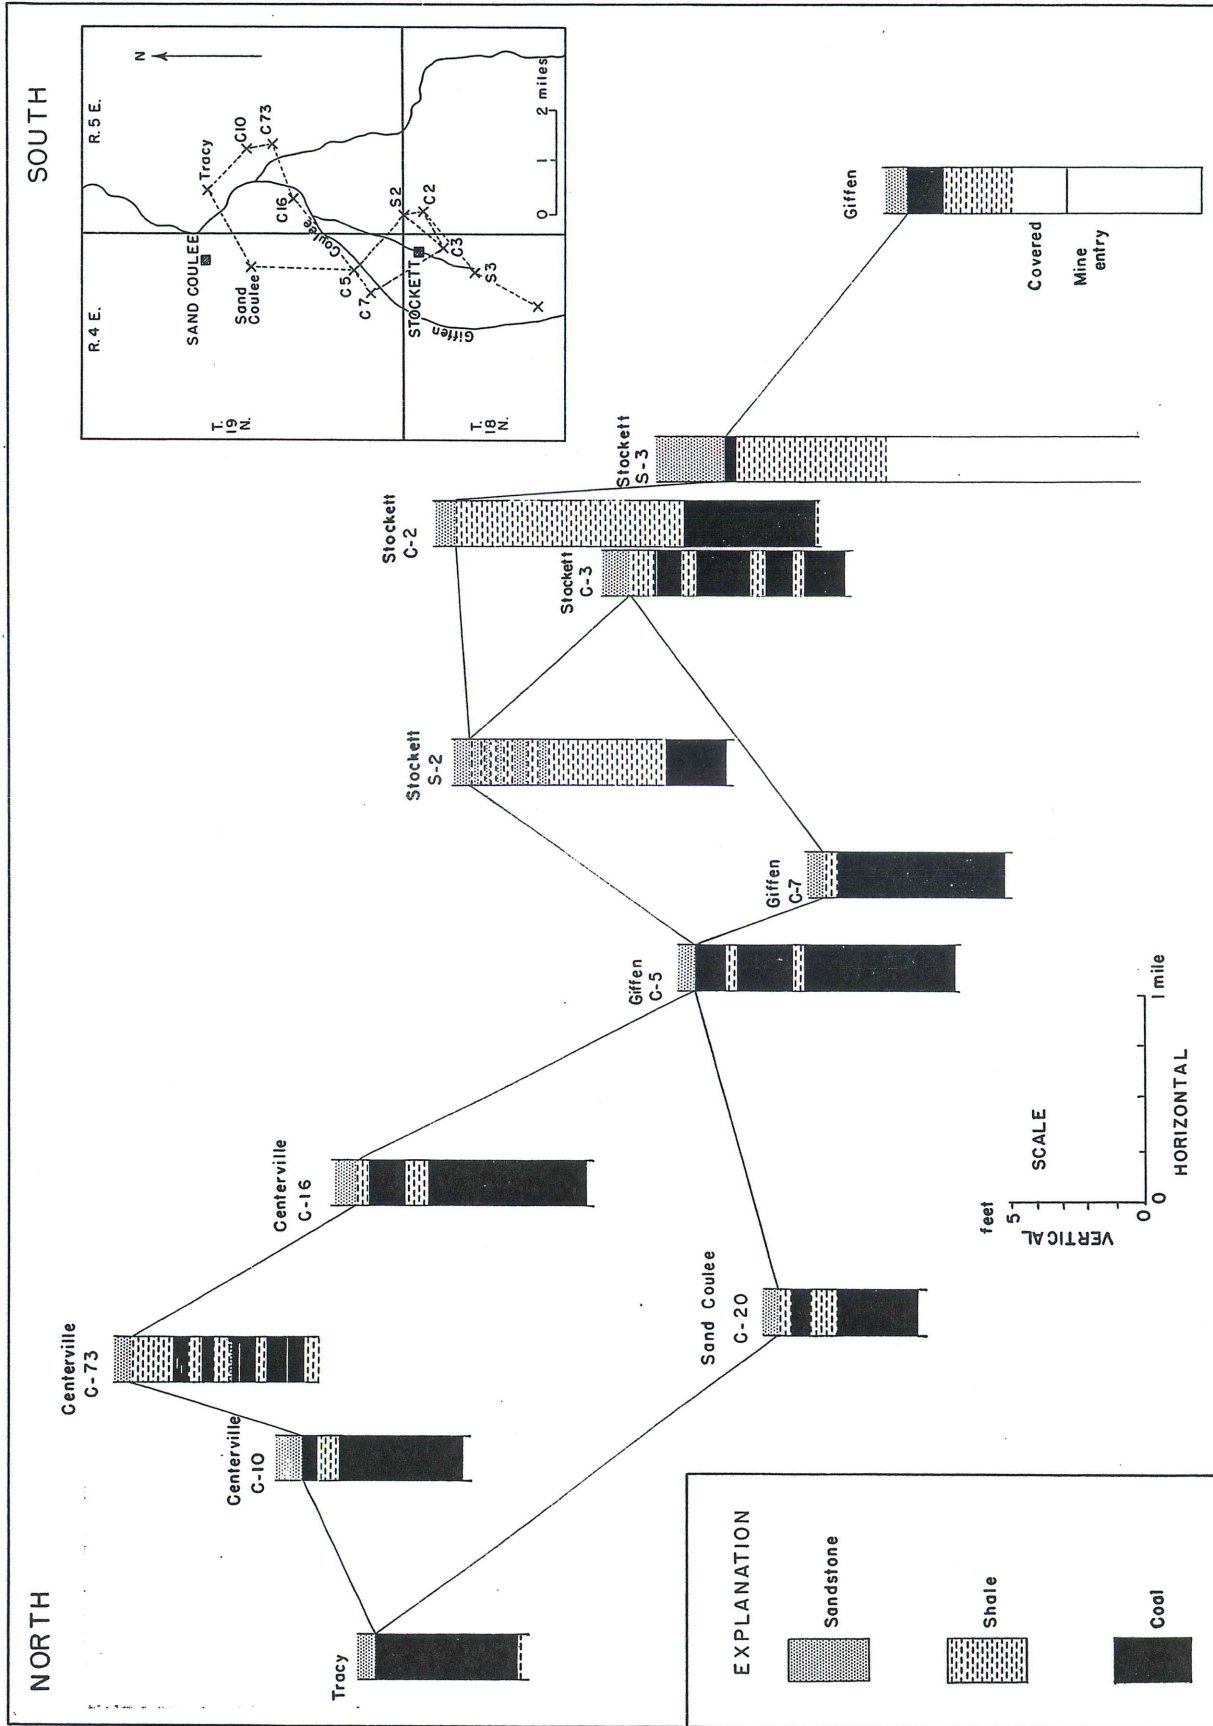 NORTH
SOUTH
R. 4 E.
R. 5 E.
N
T.
19
N.
T.
18
N.
SAND COULEE
Tracy
Sand
Coulee
C10
C73
C16
Coulee
C5
C7
S2
C2
C3
STOCKETT
S3
Giffen
0 1 2 miles
Tracy
Centerville
C-10
Centerville
C-73
Centerville
C-16
Sand Coulee
C-20
Giffen
C-5
Giffen
C-7
Stockett
S-2
Stockett
C-2
Stockett
C-3
Stockett
S-3
Giffen
Covered
Mine
entry
EXPLANATION
Sandstone
Shale
Coal
feet
5
VERTICAL
0
SCALE
0 1 mile
HORIZONTAL